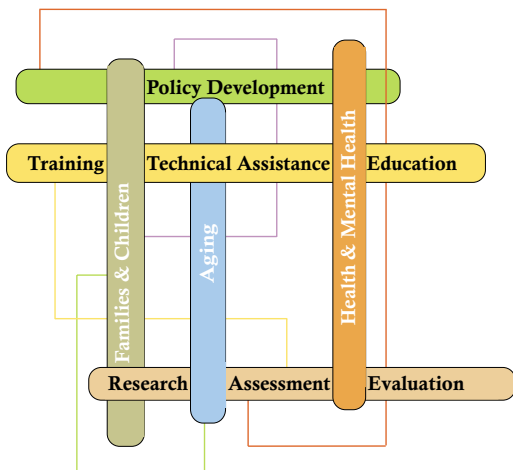 Policy Development
Training Technical Assistance Education
Families & Children
Aging
Health & Mental Health
Research Assessment Evaluation